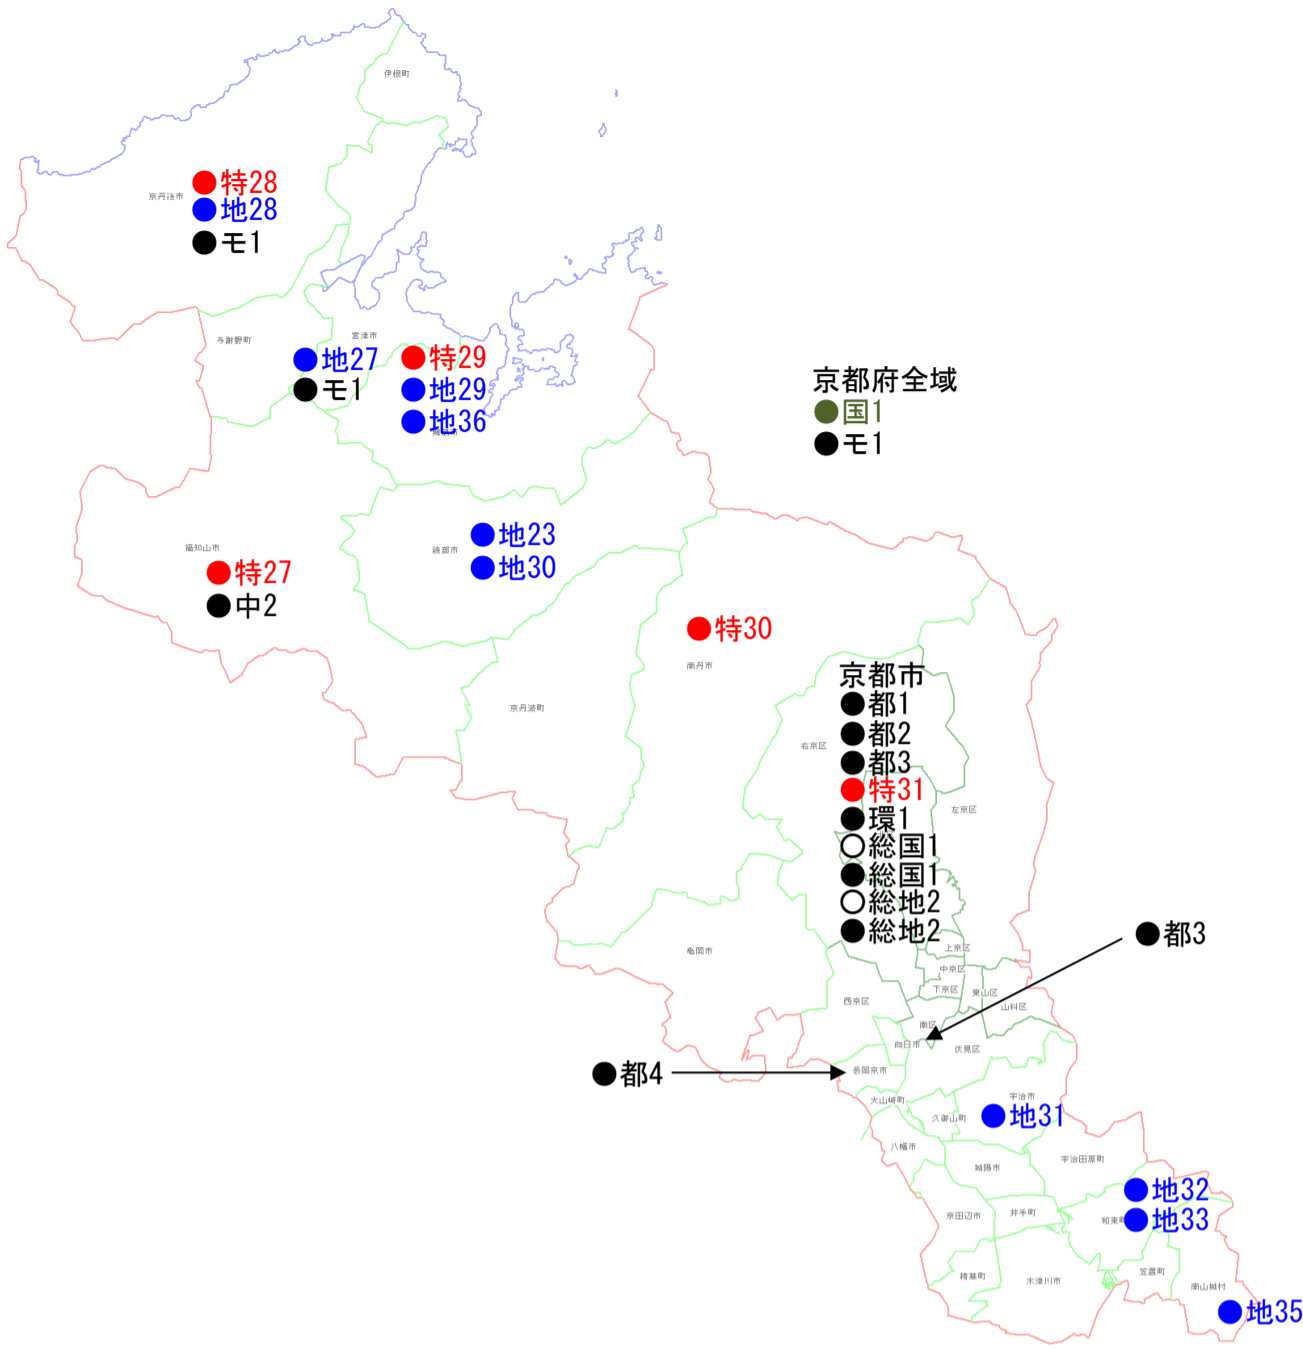 伊根町
京丹後市
●特28
●地28
●モ1
与謝野町
宮津市
●地27
●モ1
●特29
●地29
●地36
京都府全域
●国1
●モ1
福知山市
●特27
●中2
綾部市
●地23
●地30
●特30
南丹市
京丹波町
京都市
●都1
●都2
●都3
●特31
●環1
○総国1
●総国1
○総地2
●総地2
右京区
左京区
亀岡市
上京区
中京区
下京区
東山区
山科区
西京区
南区
●都3
向日市
伏見区
●都4
長岡京市
大山崎町
宇治市
●地31
久御山町
八幡市
城陽市
宇治田原町
●地32
和東
●地33
京田辺市
井手町
精華町
木津川市
笠置町
南山城村
●地35